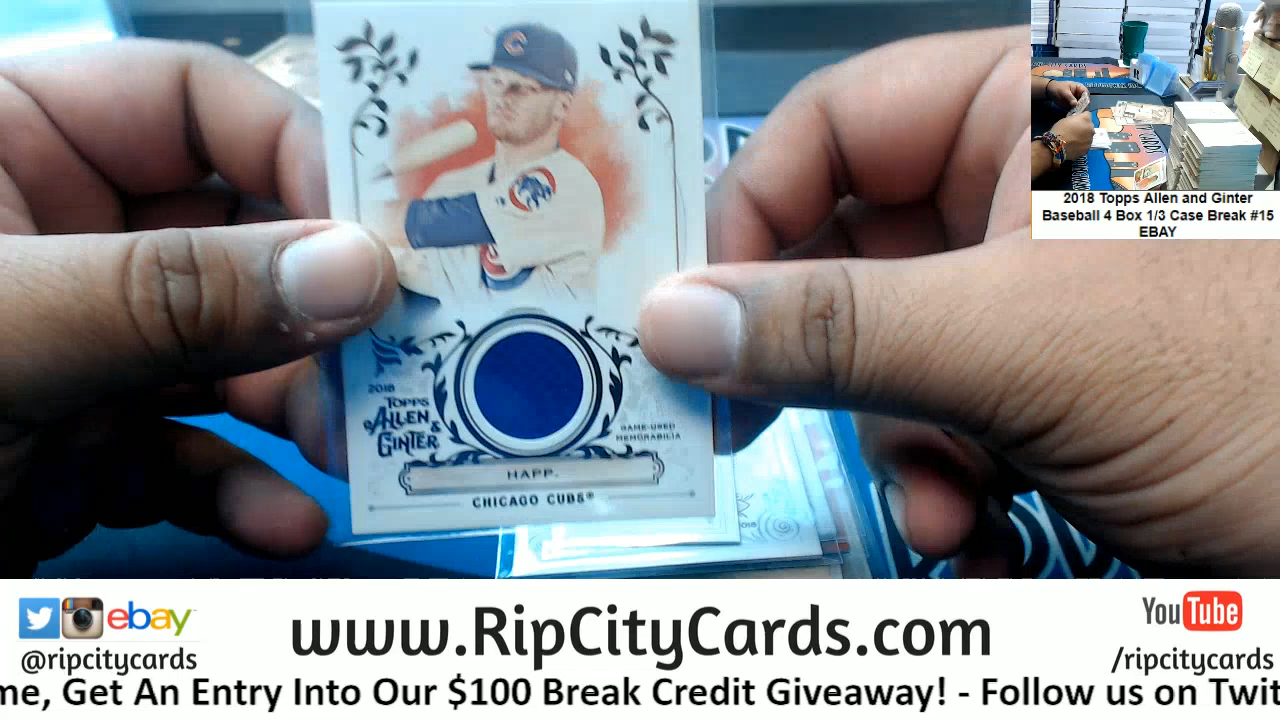 C
2018
TOPPS
ALLEN &
GINTER
GAME-USED
MEMORABILIA
HAPP.
CHICAGO CUBS®
2018
2018 Topps Allen and Ginter
Baseball 4 Box 1/3 Case Break #15
EBAY
ebay
@ripcitycards
www.RipCityCards.com
YouTube
/ripcitycards
me, Get An Entry Into Our $100 Break Credit Giveaway! - Follow us on Twit